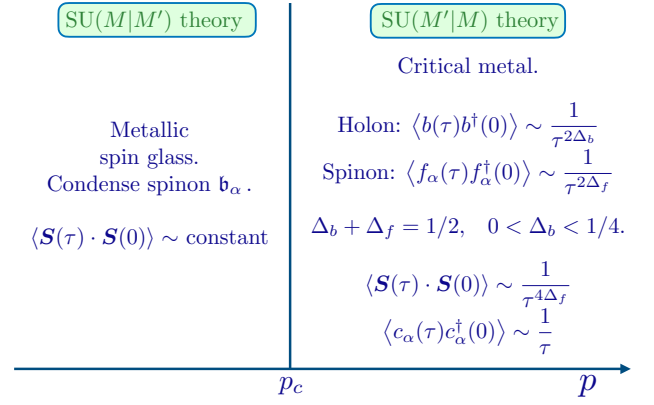 SU(M|M′) theory
Metallic
spin glass.
Condense spinon 𝔟_α.
⟨S(τ) · S(0)⟩ ∼ constant
SU(M′|M) theory
Critical metal.
Holon: ⟨b(τ)b†(0)⟩ ∼ 1/τ^{2Δ_b}
Spinon: ⟨f_α(τ)f_α†(0)⟩ ∼ 1/τ^{2Δ_f}
Δ_b + Δ_f = 1/2, 0 < Δ_b < 1/4.
⟨S(τ) · S(0)⟩ ∼ 1/τ^{4Δ_f}
⟨c_α(τ)c_α†(0)⟩ ∼ 1/τ
p_c
p